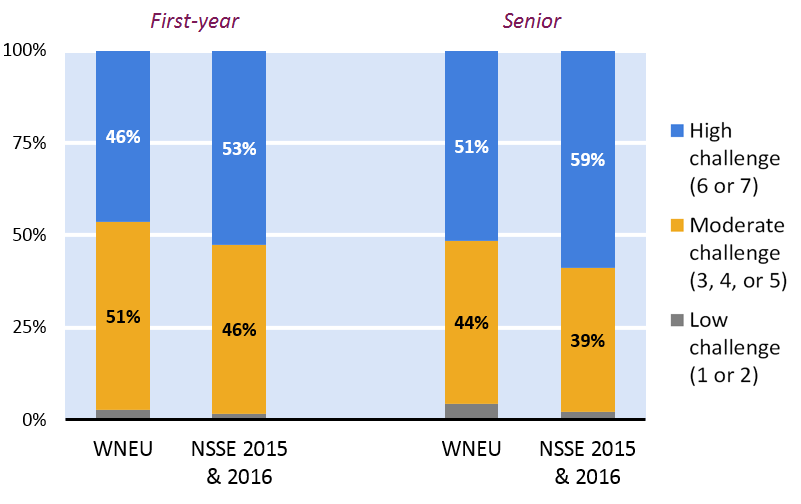 First-year
Senior
100%
75%
50%
25%
0%
46%
53%
51%
59%
51%
46%
44%
39%
WNEU
NSSE 2015
& 2016
WNEU
NSSE 2015
& 2016
High
challenge
(6 or 7)
Moderate
challenge
(3, 4, or 5)
Low
challenge
(1 or 2)